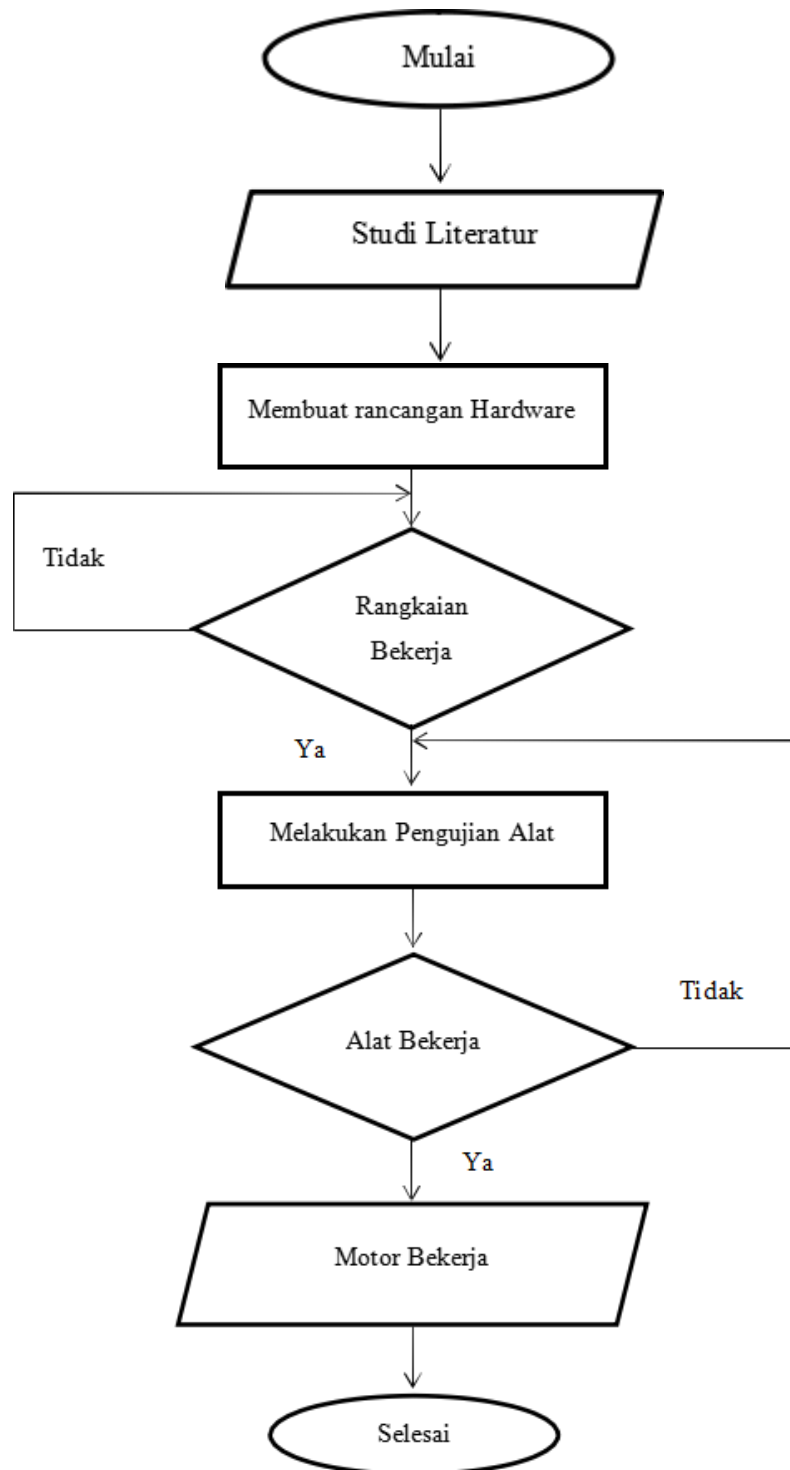 Mulai
Studi Literatur
Membuat rancangan Hardware
Tidak
Rangkaian
Bekerja
Ya
Melakukan Pengujian Alat
Tidak
Alat Bekerja
Ya
Motor Bekerja
Selesai